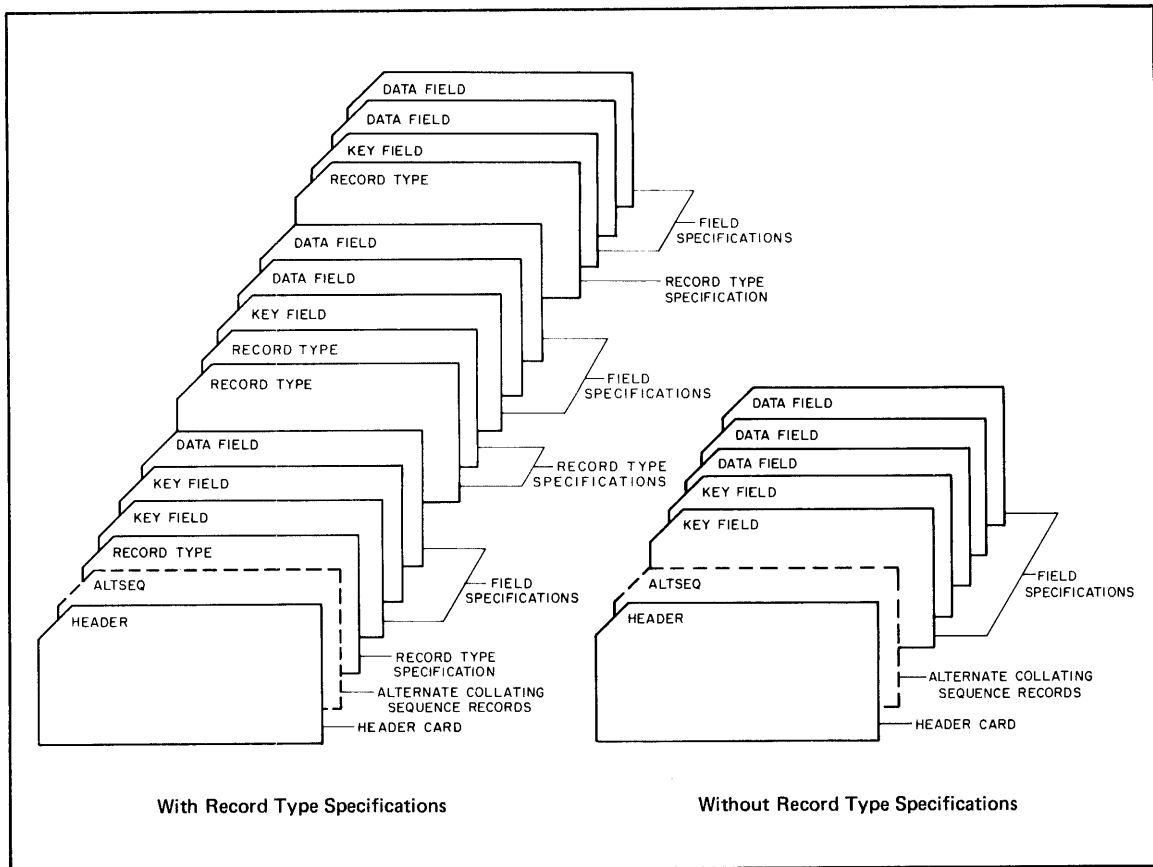 DATA FIELD
DATA FIELD
KEY FIELD
RECORD TYPE
FIELD
SPECIFICATIONS
DATA FIELD
RECORD TYPE
SPECIFICATION
DATA FIELD
KEY FIELD
RECORD TYPE
RECORD TYPE
FIELD
SPECIFICATIONS
DATA FIELD
RECORD TYPE
SPECIFICATIONS
KEY FIELD
KEY FIELD
RECORD TYPE
FIELD
SPECIFICATIONS
ALTSEQ
HEADER
RECORD TYPE
SPECIFICATION
ALTERNATE COLLATING
SEQUENCE RECORDS
HEADER CARD
With Record Type Specifications
DATA FIELD
DATA FIELD
DATA FIELD
KEY FIELD
KEY FIELD
FIELD
SPECIFICATIONS
ALTSEQ
HEADER
ALTERNATE COLLATING
SEQUENCE RECORDS
HEADER CARD
Without Record Type Specifications